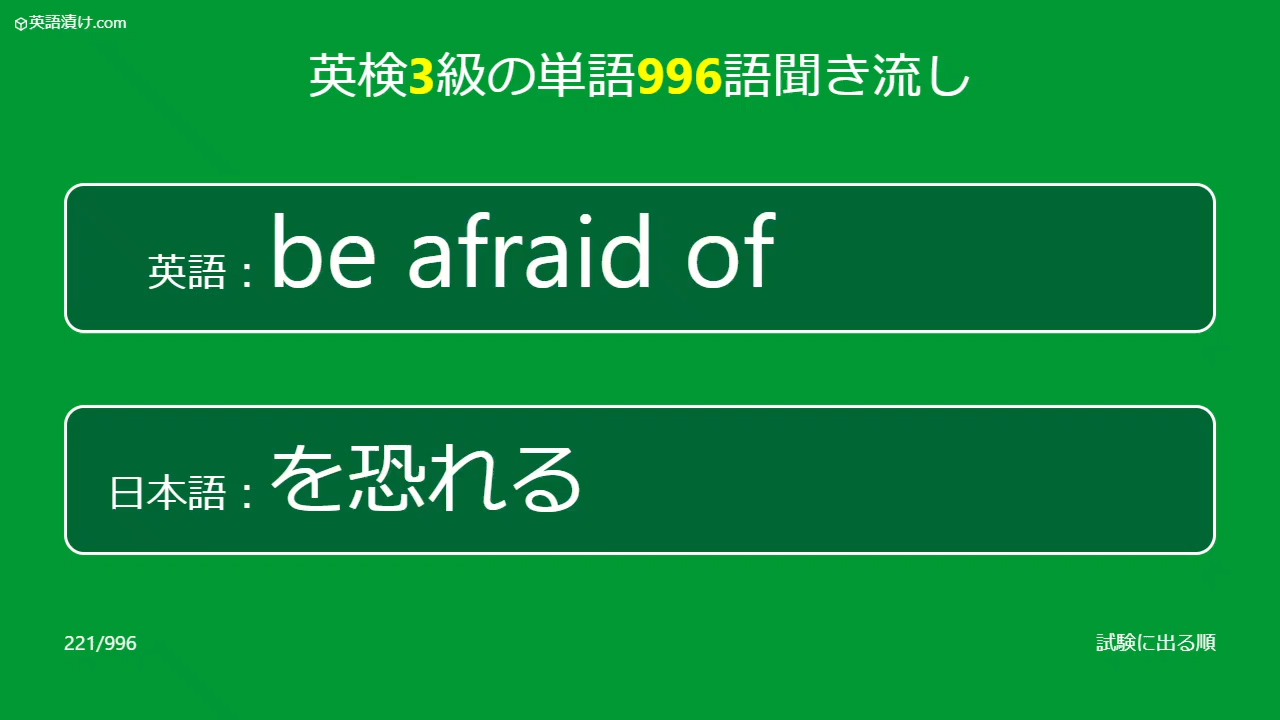 英語漬け.com
英検3級の単語996語聞き流し
英語：be afraid of
日本語：を恐れる
221/996
試験に出る順